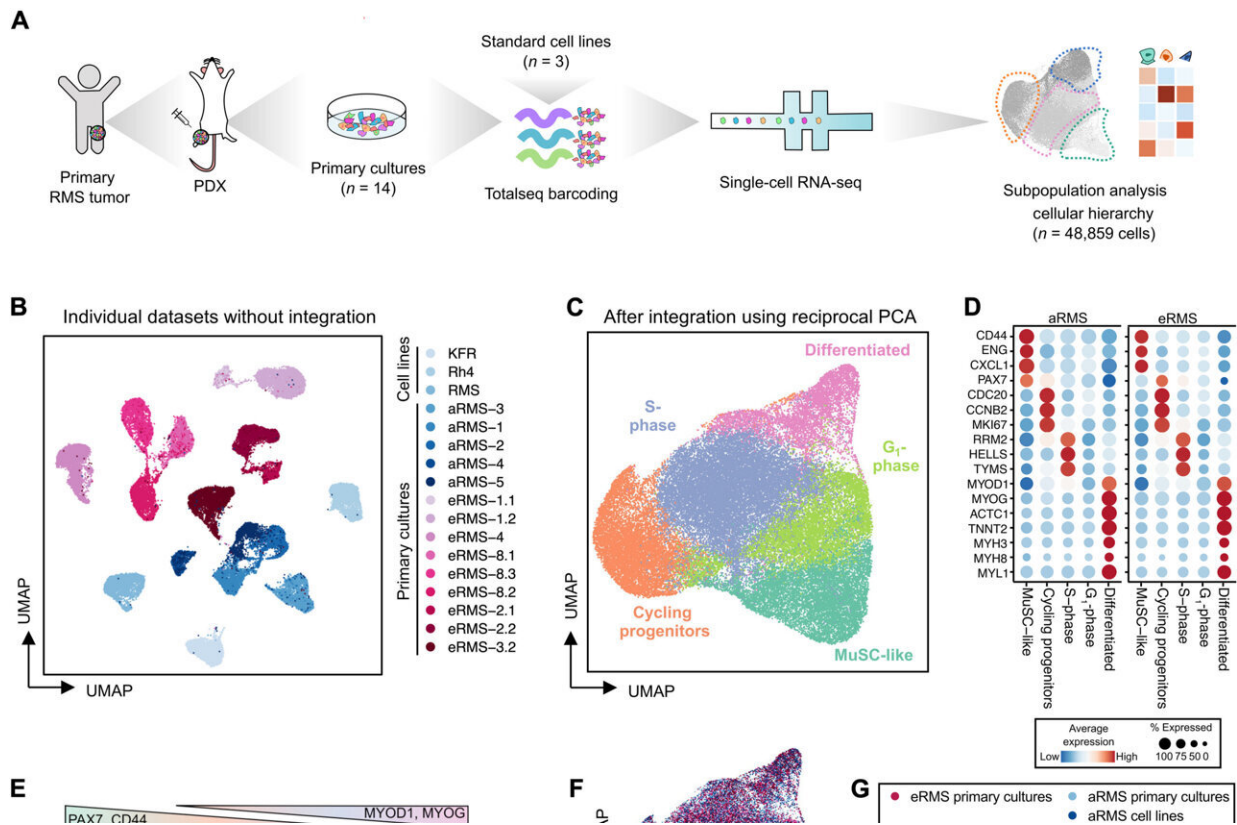 A
Standard cell lines
(n = 3)
Primary
RMS tumor
PDX
Primary cultures
(n = 14)
Totalseq barcoding
Single-cell RNA-seq
Subpopulation analysis
cellular hierarchy
(n = 48,859 cells)
B
Individual datasets without integration
UMAP
UMAP
Cell lines
KFR
Rh4
RMS
Primary cultures
aRMS-3
aRMS-1
aRMS-2
aRMS-4
aRMS-5
eRMS-1.1
eRMS-1.2
eRMS-4
eRMS-8.1
eRMS-8.3
eRMS-8.2
eRMS-2.1
eRMS-2.2
eRMS-3.2
C
After integration using reciprocal PCA
Differentiated
S-
phase
G1-
phase
Cycling
progenitors
MuSC-like
UMAP
UMAP
D
aRMS
eRMS
CD44
ENG
CXCL1
PAX7
CDC20
CCNB2
MKI67
RRM2
HELLS
TYMS
MYOD1
MYOG
ACTC1
TNNT2
MYH3
MYH8
MYL1
MuSC-like
Cycling progenitors
S-phase
G1-phase
Differentiated
MuSC-like
Cycling progenitors
S-phase
G1-phase
Differentiated
Average
expression
Low
High
% Expressed
100 75 50 0
E
PAX7, CD44
MYOD1, MYOG
F
G
eRMS primary cultures
aRMS primary cultures
aRMS cell lines